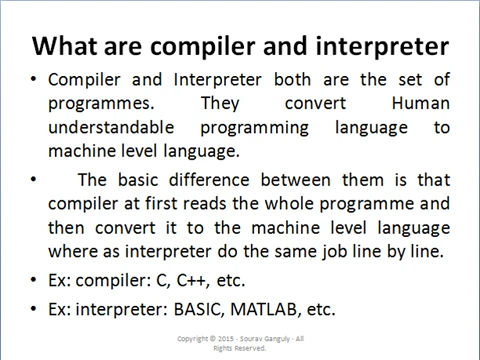 What are compiler and interpreter
• Compiler and Interpreter both are the set of
programmes. They convert Human
understandable programming language to
machine level language.
• The basic difference between them is that
compiler at first reads the whole programme and
then convert it to the machine level language
where as interpreter do the same job line by line.
• Ex: compiler: C, C++, etc.
• Ex: interpreter: BASIC, MATLAB, etc.
Copyright © 2015 - Sourav Ganguly - All
Rights Reserved.